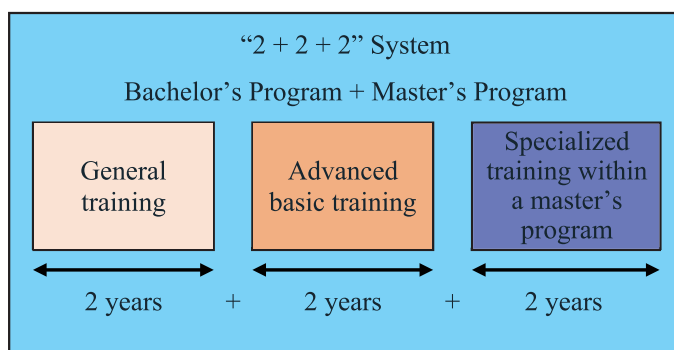 “2 + 2 + 2” System
Bachelor’s Program + Master’s Program
General
training
Advanced
basic training
Specialized
training within
a master’s
program
2 years + 2 years + 2 years